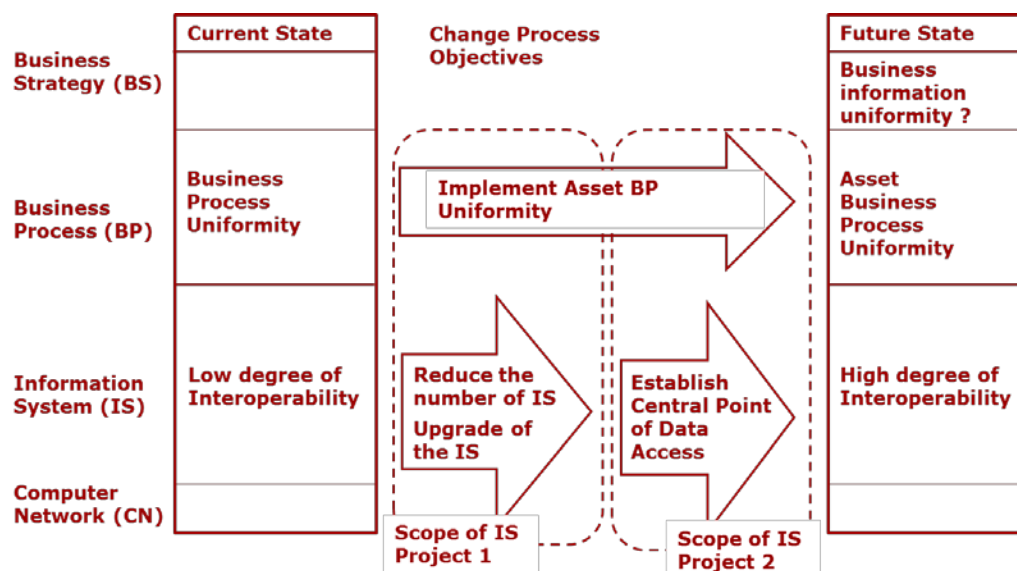 Current State
Change Process
Objectives
Future State
Business
Strategy (BS)
Business
information
uniformity ?
Business
Process (BP)
Business
Process
Uniformity
Implement Asset BP
Uniformity
Asset
Business
Process
Uniformity
Information
System (IS)
Low degree of
Interoperability
Reduce the
number of IS
Upgrade of
the IS
Establish
Central Point
of Data
Access
High degree of
Interoperability
Computer
Network (CN)
Scope of IS
Project 1
Scope of IS
Project 2